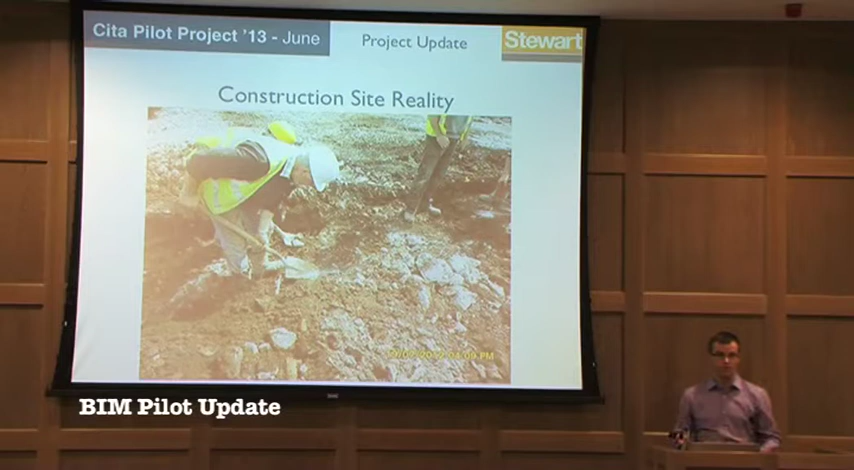 Cita Pilot Project '13 - June
Project Update
Stewart
Construction Site Reality
BIM Pilot Update